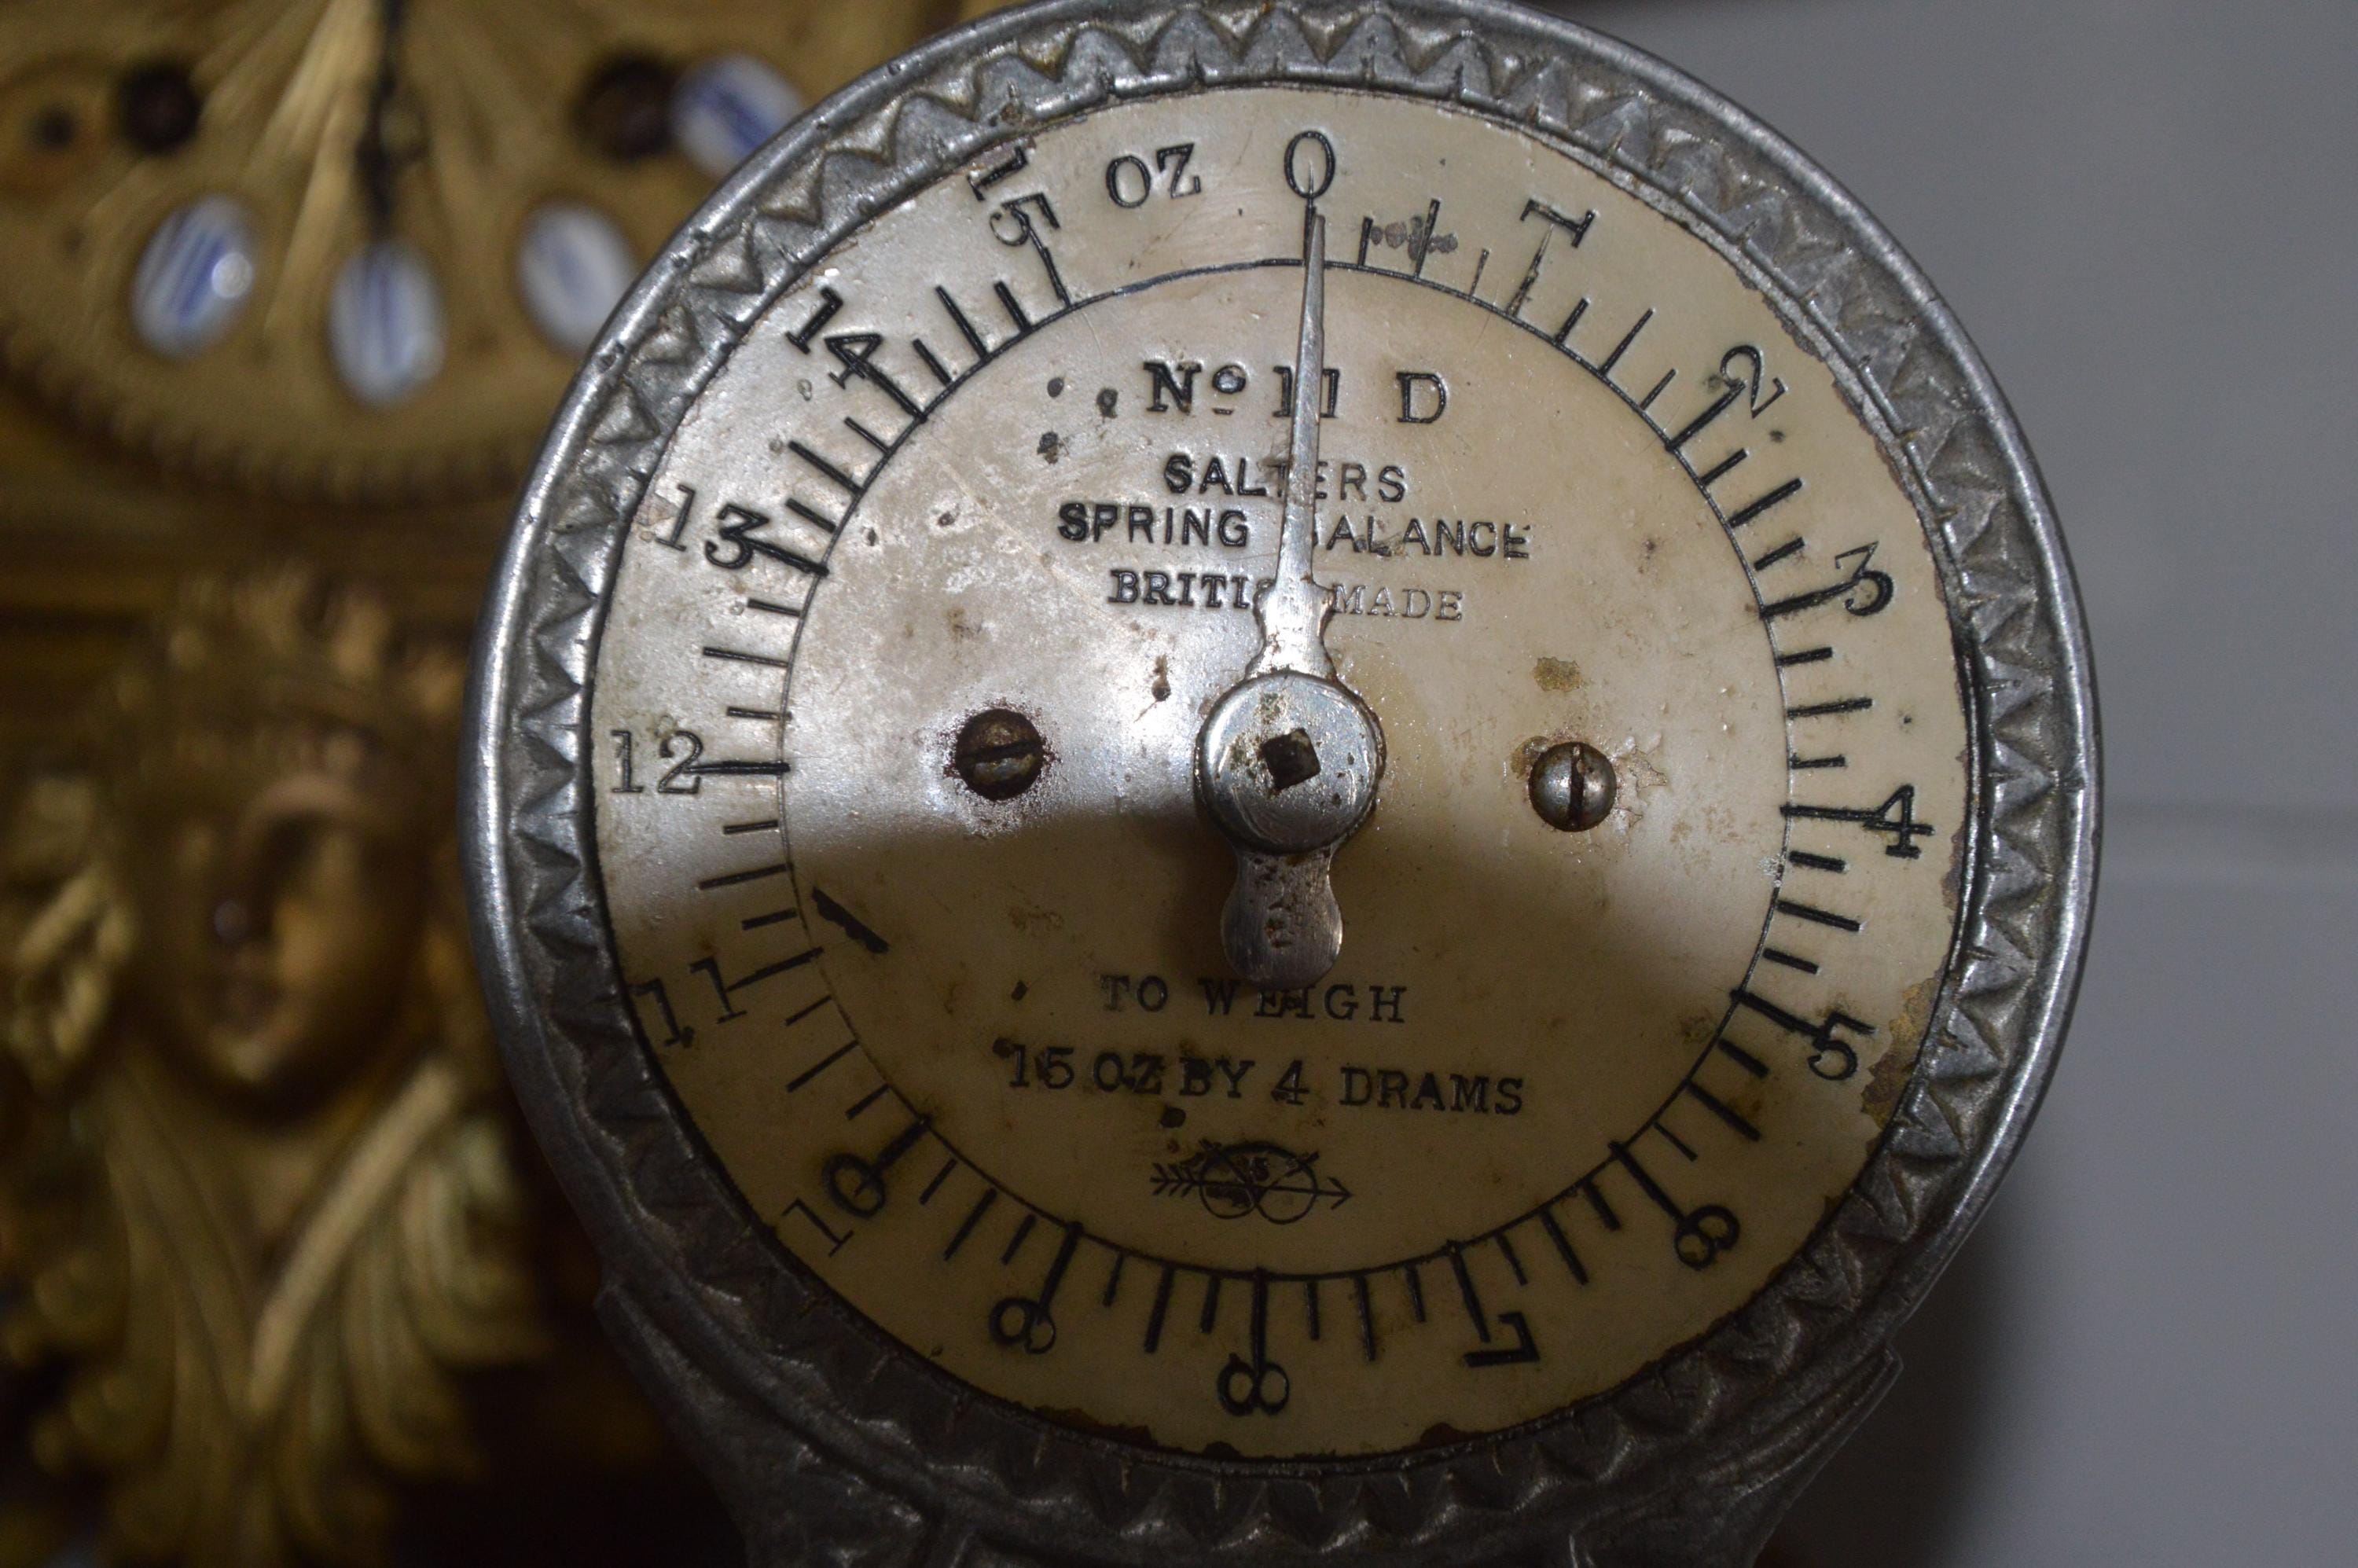 OZ 0
1
2
3
4
5
6
7
8
9
10
11
12
13
14
15
No 11 D
SALTERS
SPRING BALANCE
BRITISH MADE
TO WEIGH
15 OZ BY 4 DRAMS